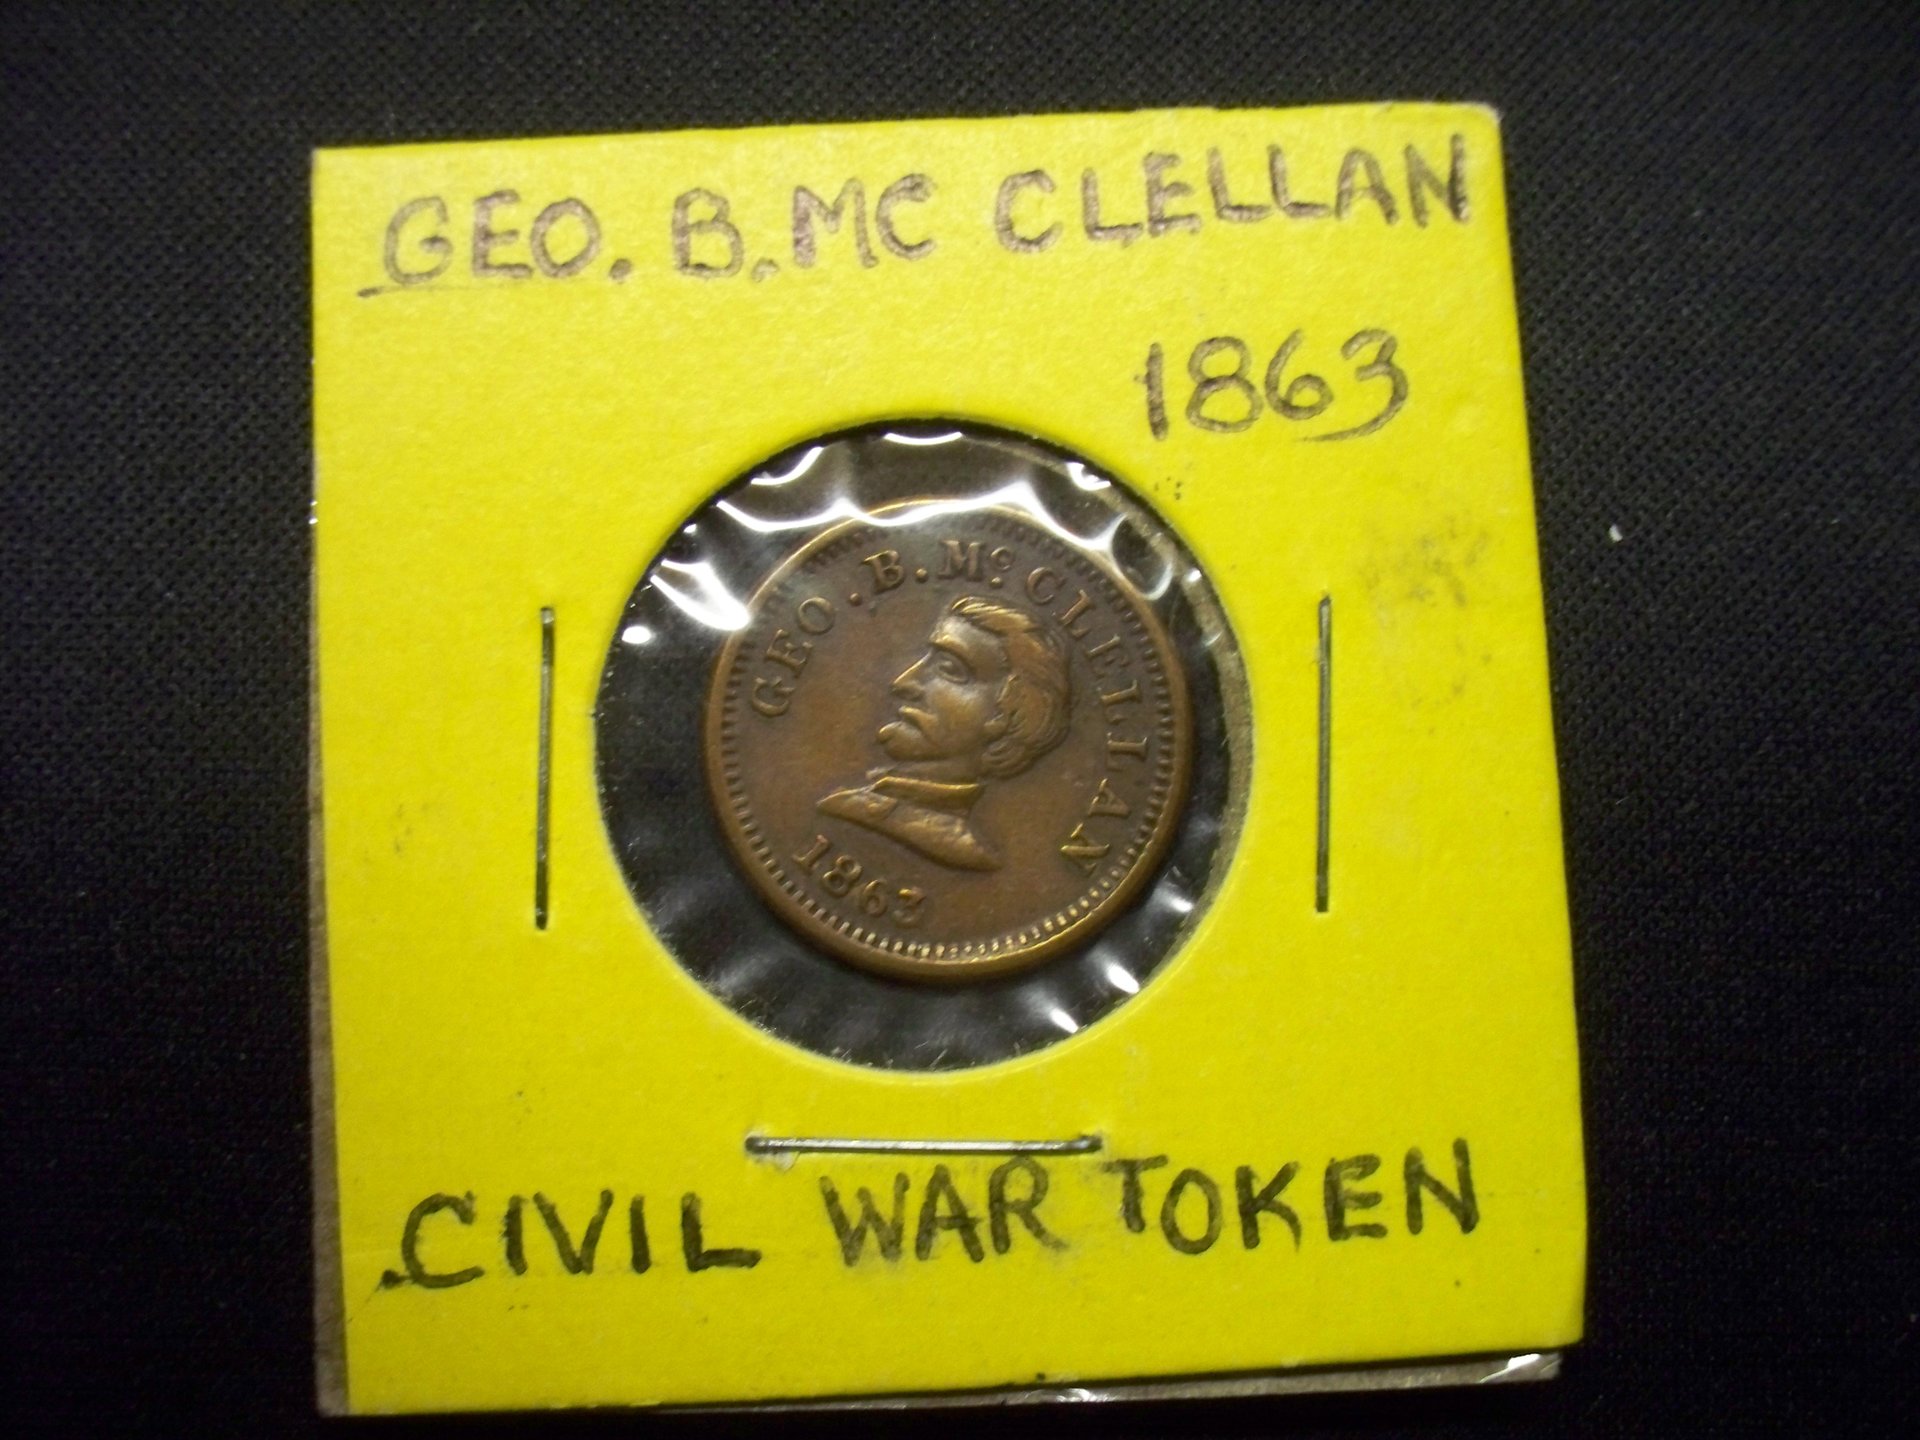 GEO. B. MC CLELLAN
1863
GEO. B. Mc CLELLAN
1863
CIVIL WAR TOKEN